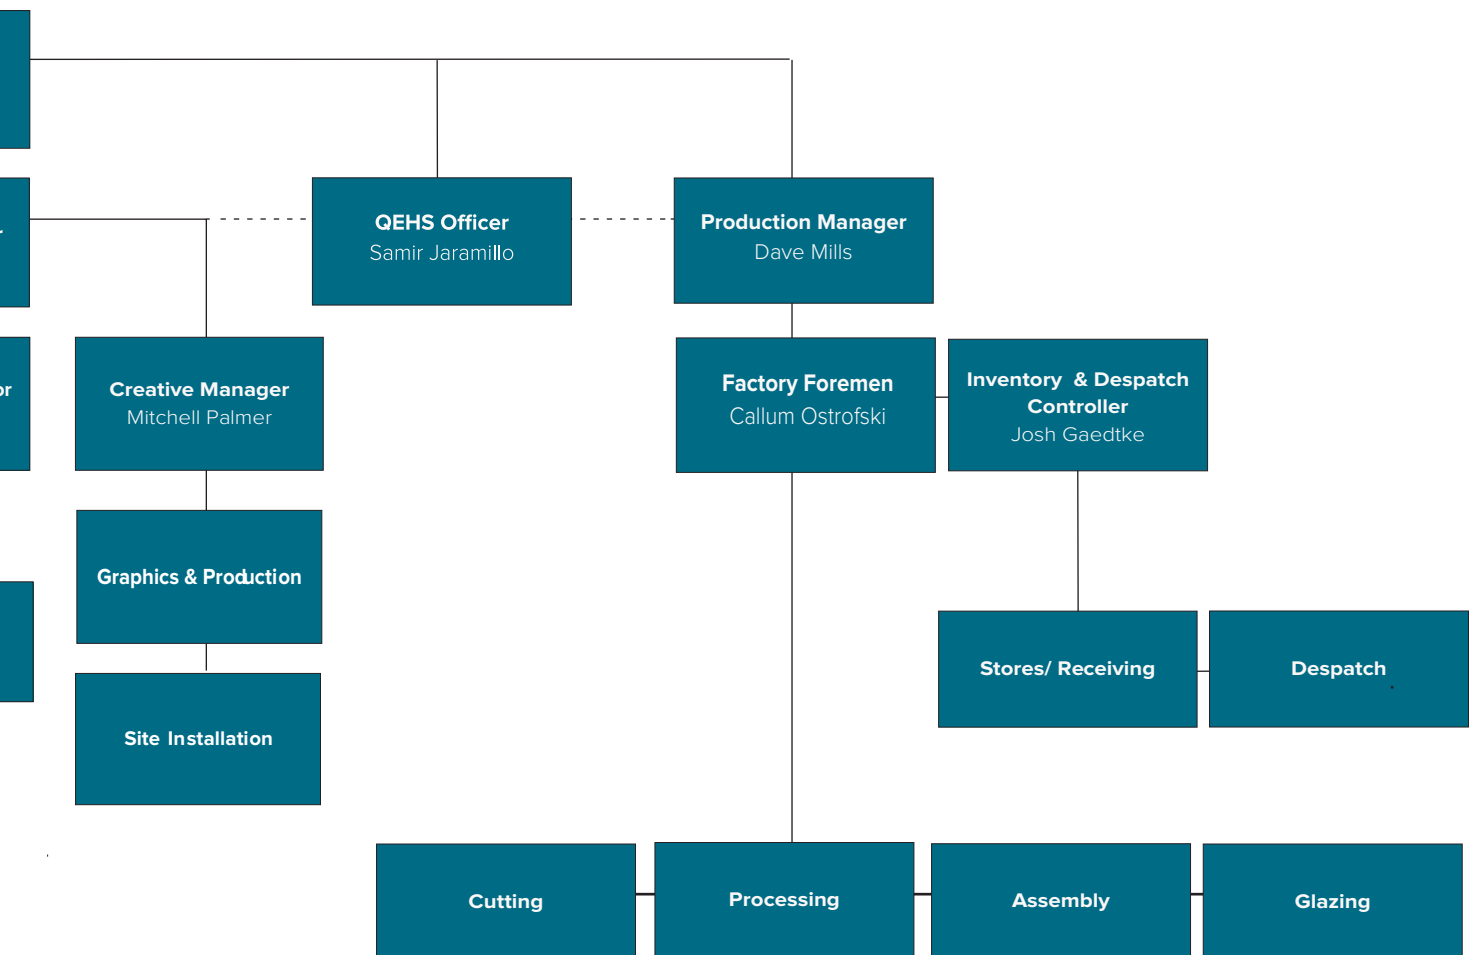 QEHS Officer
Samir Jaramillo
Production Manager
Dave Mills
Creative Manager
Mitchell Palmer
Factory Foremen
Callum Ostrofski
Inventory & Despatch
Controller
Josh Gaedtke
Graphics & Production
Stores/ Receiving
Despatch
Site Installation
Cutting
Processing
Assembly
Glazing